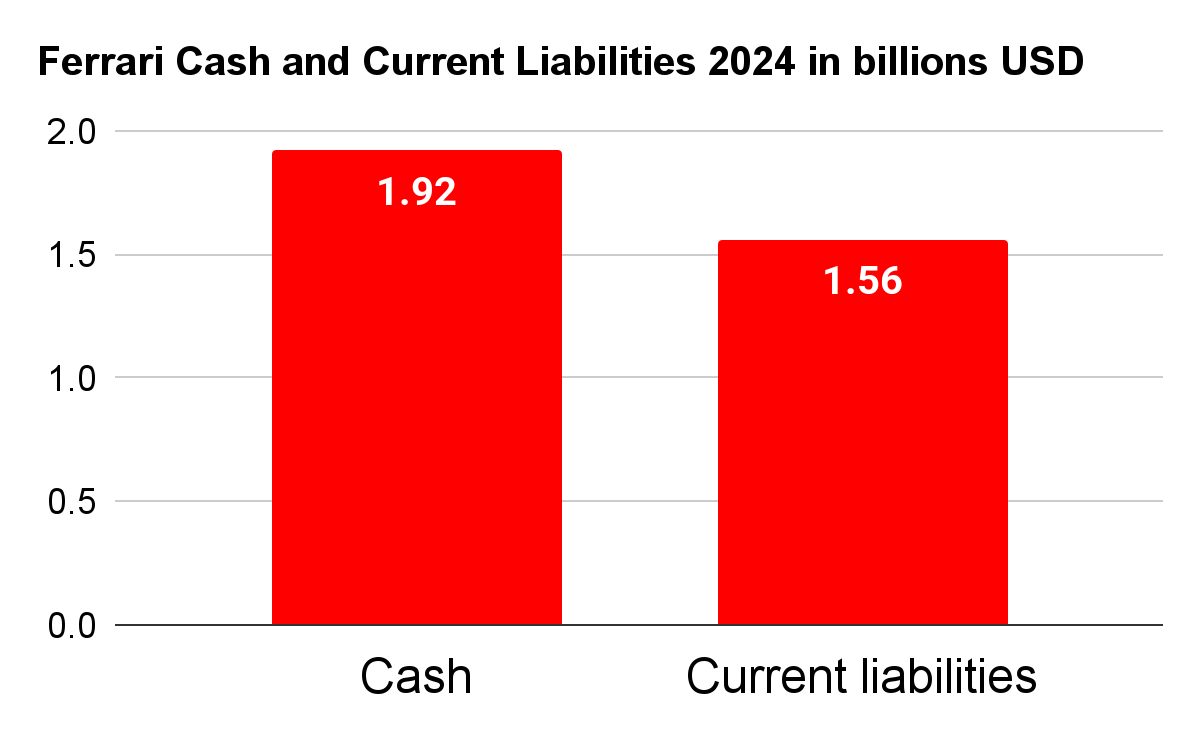 Ferrari Cash and Current Liabilities 2024 in billions USD
2.0
1.92
1.5
1.56
1.0
0.5
0.0
Cash
Current liabilities